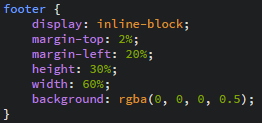 footer {
    display: inline-block;
    margin-top: 2%;
    margin-left: 20%;
    height: 30%;
    width: 60%;
    background: rgba(0, 0, 0, 0.5);
}